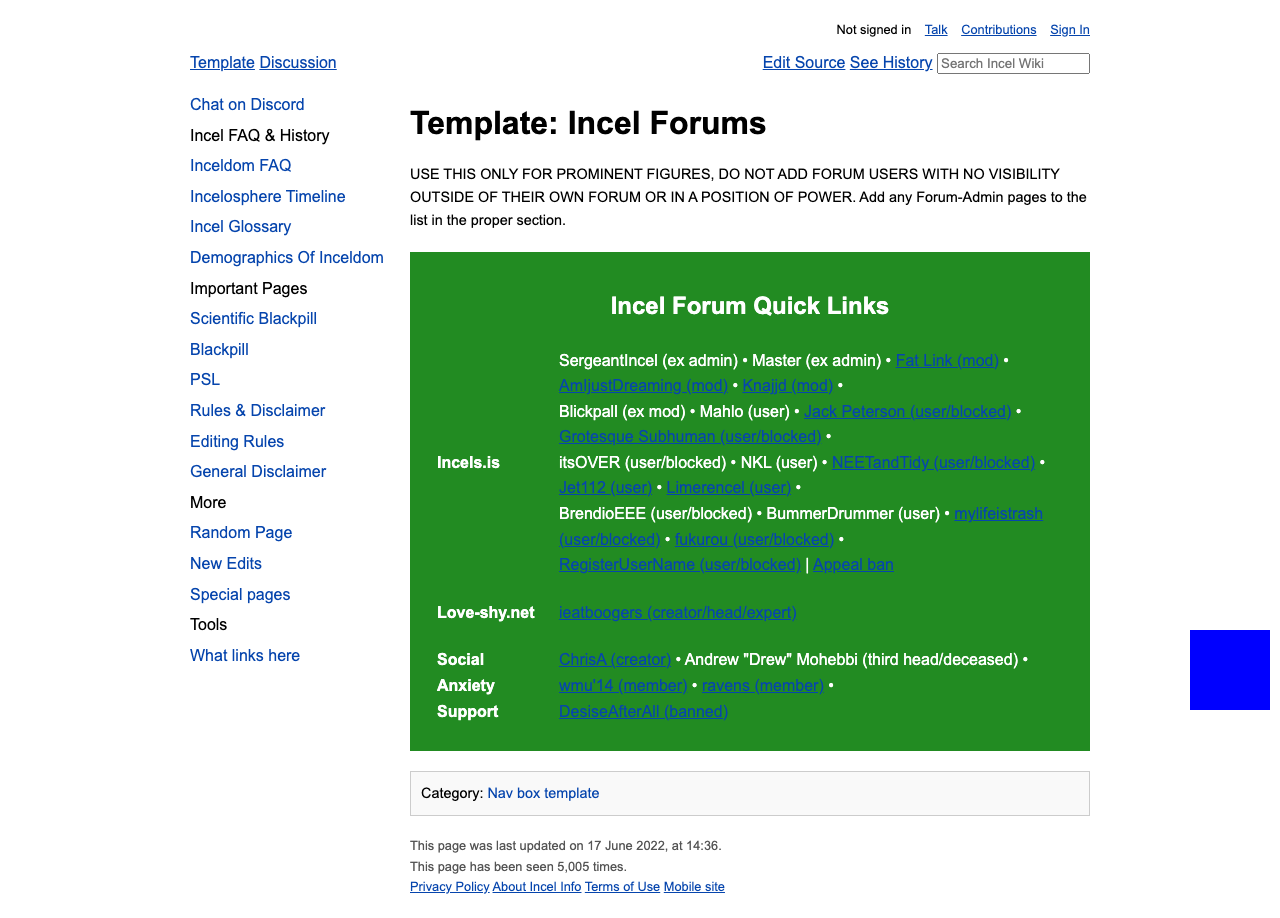 Not signed in Talk Contributions Sign In
Template Discussion
Edit Source See History Search Incel Wiki
Chat on Discord
Incel FAQ & History
Inceldom FAQ
Incelosphere Timeline
Incel Glossary
Demographics Of Inceldom
Important Pages
Scientific Blackpill
Blackpill
PSL
Rules & Disclaimer
Editing Rules
General Disclaimer
More
Random Page
New Edits
Special pages
Tools
What links here
Template: Incel Forums
USE THIS ONLY FOR PROMINENT FIGURES, DO NOT ADD FORUM USERS WITH NO VISIBILITY
OUTSIDE OF THEIR OWN FORUM OR IN A POSITION OF POWER. Add any Forum-Admin pages to the
list in the proper section.
Incel Forum Quick Links
Incels.is
SergeantIncel (ex admin) • Master (ex admin) • Fat Link (mod) •
AmIjustDreaming (mod) • Knajjd (mod) •
Blickpall (ex mod) • Mahlo (user) • Jack Peterson (user/blocked) •
Grotesque Subhuman (user/blocked) •
itsOVER (user/blocked) • NKL (user) • NEETandTidy (user/blocked) •
Jet112 (user) • Limerencel (user) •
BrendioEEE (user/blocked) • BummerDrummer (user) • mylifeistrash
(user/blocked) • fukurou (user/blocked) •
RegisterUserName (user/blocked) | Appeal ban
Love-shy.net
ieatboogers (creator/head/expert)
Social
Anxiety
Support
ChrisA (creator) • Andrew "Drew" Mohebbi (third head/deceased) •
wmu'14 (member) • ravens (member) •
DesiseAfterAll (banned)
Category: Nav box template
This page was last updated on 17 June 2022, at 14:36.
This page has been seen 5,005 times.
Privacy Policy About Incel Info Terms of Use Mobile site